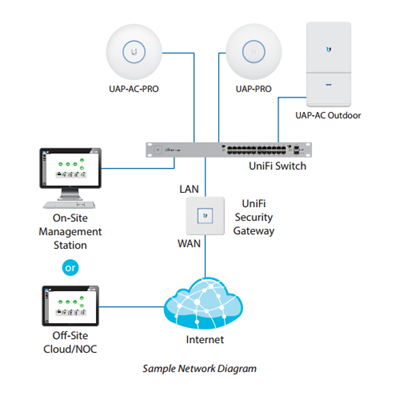 UAP-AC-PRO
UAP-PRO
UAP-AC Outdoor
UniFi Switch
LAN
UniFi
Security
Gateway
WAN
On-Site
Management
Station
or
Off-Site
Cloud/NOC
Internet
Sample Network Diagram